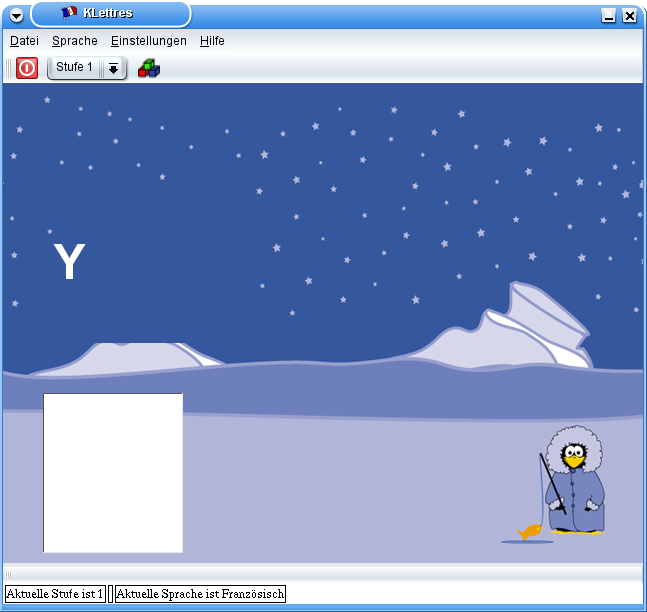 KLettres
Datei Sprache Einstellungen Hilfe
Stufe 1
Y
Aktuelle Stufe ist 1 Aktuelle Sprache ist Französisch